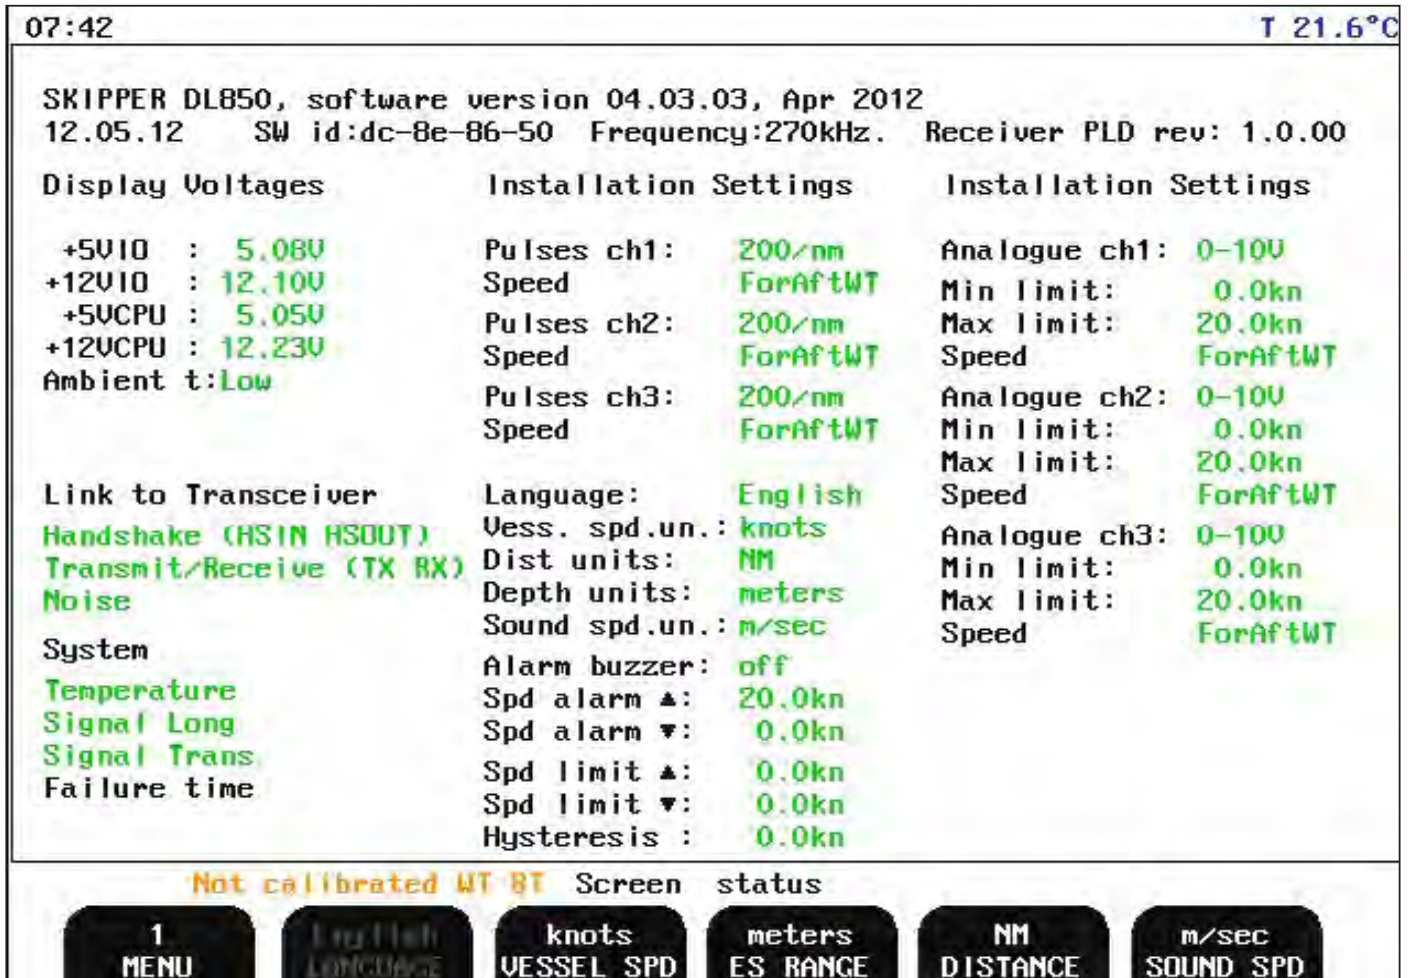 07:42 T 21.6°C
SKIPPER DL850, software version 04.03.03, Apr 2012
12.05.12 SW id:dc-8e-86-50 Frequency:270kHz. Receiver PLD rev: 1.0.00
Display Voltages
+5VIO : 5.08V
+12VIO : 12.10V
+5VCPU : 5.05V
+12VCPU : 12.23V
Ambient t:Low
Link to Transceiver
Handshake (HSIN HSOUT)
Transmit/Receive (TX RX)
Noise
System
Temperature
Signal Long
Signal Trans
Failure time
Installation Settings
Pulses ch1: 200/nm
Speed ForAftWT
Pulses ch2: 200/nm
Speed ForAftWT
Pulses ch3: 200/nm
Speed ForAftWT
Language: English
Vess. spd.un.: knots
Dist units: NM
Depth units: meters
Sound spd.un.: m/sec
Alarm buzzer: off
Spd alarm ▲: 20.0kn
Spd alarm ▼: 0.0kn
Spd limit ▲: 0.0kn
Spd limit ▼: 0.0kn
Hysteresis : 0.0kn
Installation Settings
Analogue ch1: 0-10V
Min limit: 0.0kn
Max limit: 20.0kn
Speed ForAftWT
Analogue ch2: 0-10V
Min limit: 0.0kn
Max limit: 20.0kn
Speed ForAftWT
Analogue ch3: 0-10V
Min limit: 0.0kn
Max limit: 20.0kn
Speed ForAftWT
Not calibrated WT BT Screen status
1
MENU
English
LANGUAGE
knots
VESSEL SPD
meters
ES RANGE
NM
DISTANCE
m/sec
SOUND SPD